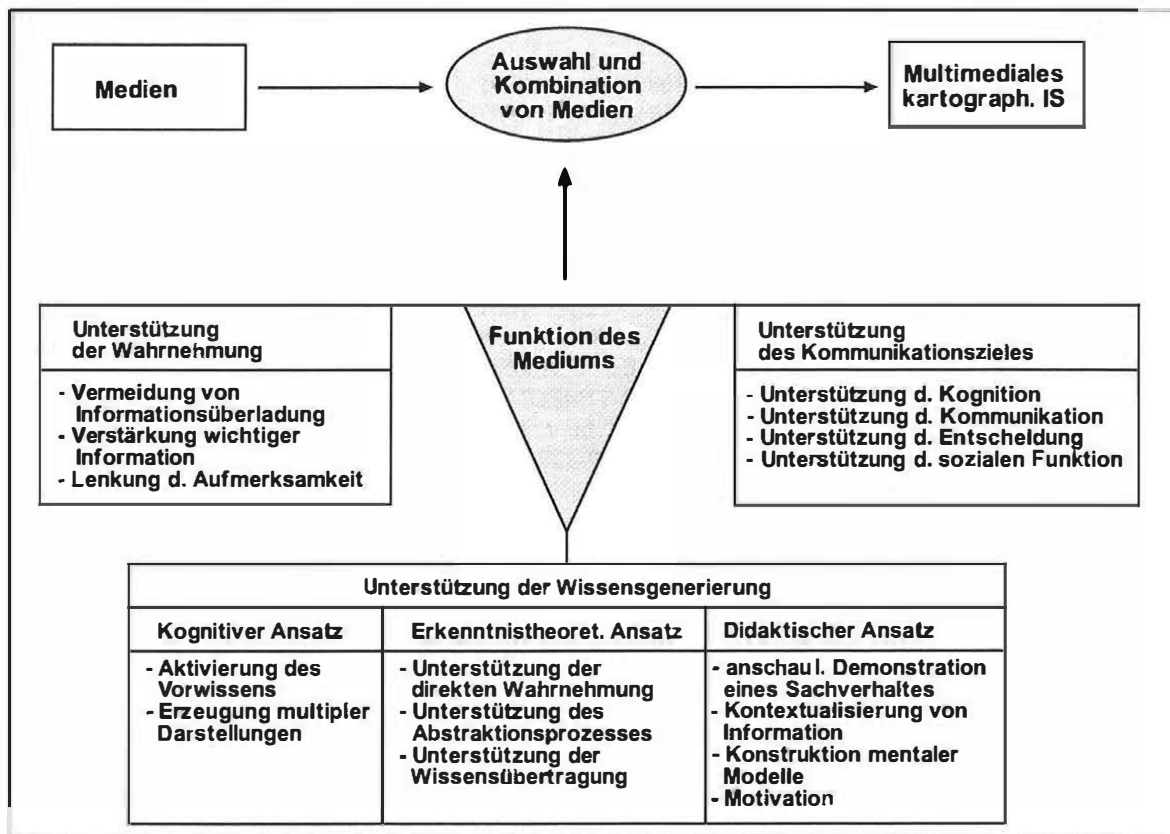 Medien
Auswahl und
Kombination
von Medien
Multimediales
kartograph. IS
Unterstützung
der Wahrnehmung
- Vermeidung von
Informationsüberladung
- Verstärkung wichtiger
Information
- Lenkung d. Aufmerksamkeit
Funktion des
Mediums
Unterstützung
des Kommunikationszieles
- Unterstützung d. Kognition
- Unterstützung d. Kommunikation
- Unterstützung d. Entscheidung
- Unterstützung d. sozialen Funktion
Unterstützung der Wissensgenerierung
Kognitiver Ansatz
- Aktivierung des
Vorwissens
- Erzeugung multipler
Darstellungen
Erkenntnistheoret. Ansatz
- Unterstützung der
direkten Wahrnehmung
- Unterstützung des
Abstraktionsprozesses
- Unterstützung der
Wissensübertragung
Didaktischer Ansatz
- anschaul. Demonstration
eines Sachverhaltes
- Kontextualisierung von
Information
- Konstruktion mentaler
Modelle
- Motivation